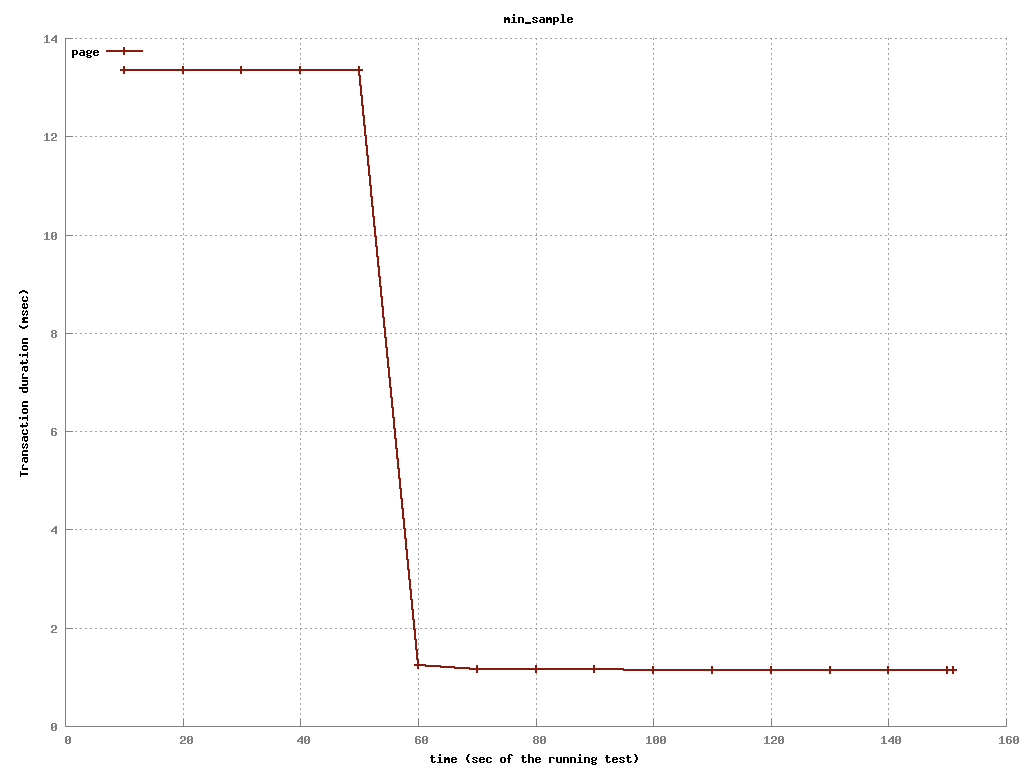 min_sample
page
14
12
10
8
6
4
2
0
Transaction duration (msec)
0 20 40 60 80 100 120 140 160
time (sec of the running test)